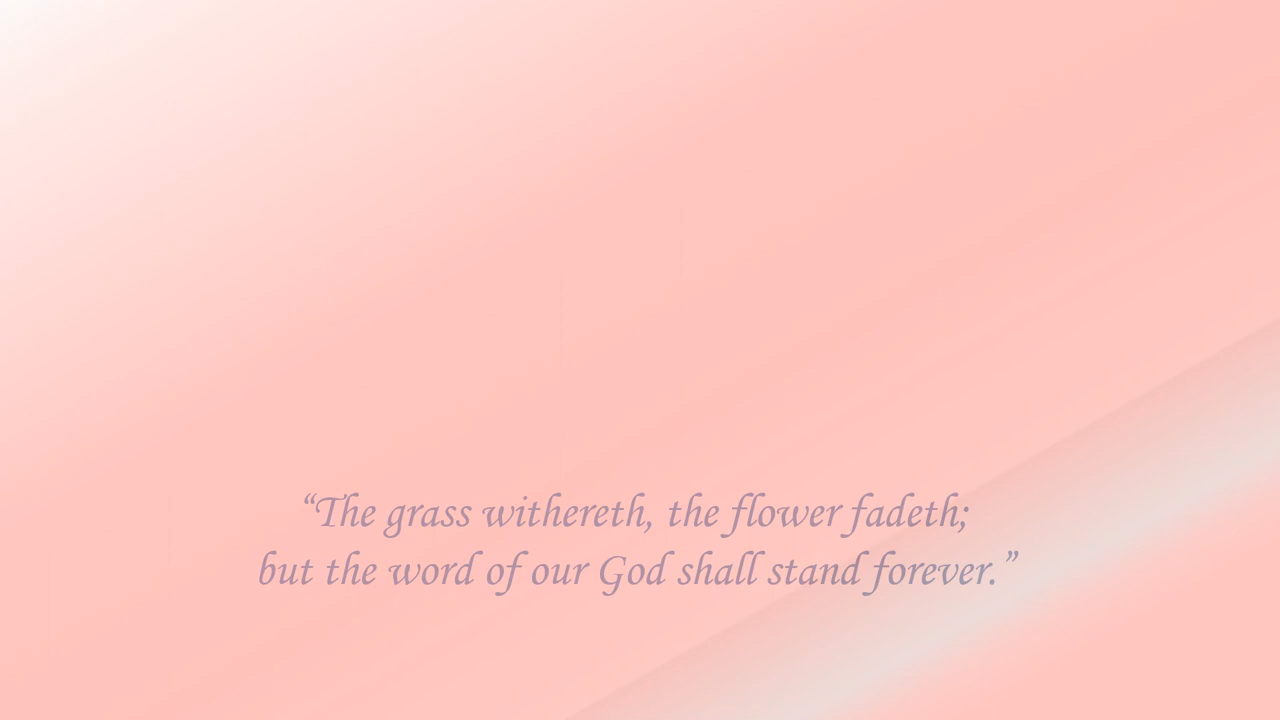 “The grass withereth, the flower fadeth;
but the word of our God shall stand forever.”